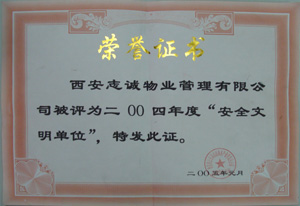 荣誉证书
西安志诚物业管理有限公
司被评为二00四年度“安全文
明单位”，特发此证。
二00五年元月